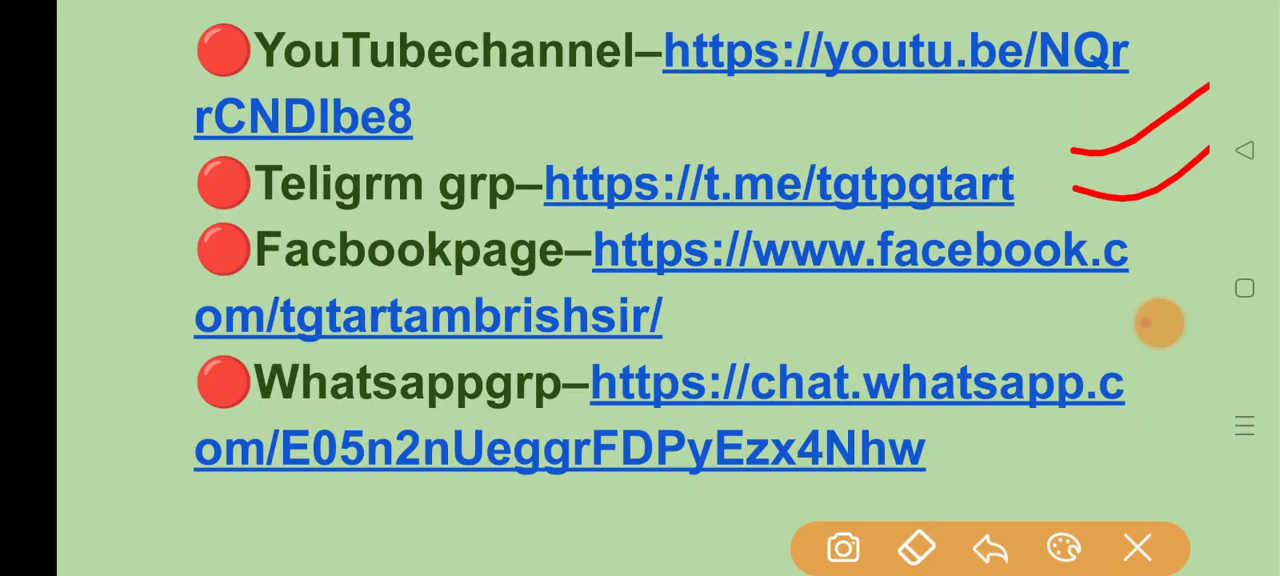 🔴YouTubechannel–https://youtu.be/NQr
rCNDIbe8
🔴Teligrm grp–https://t.me/tgtpgtart
🔴Facbookpage–https://www.facebook.c
om/tgtartambrishsir/
🔴Whatsappgrp–https://chat.whatsapp.c
om/E05n2nUeggrFDPyEzx4Nhw